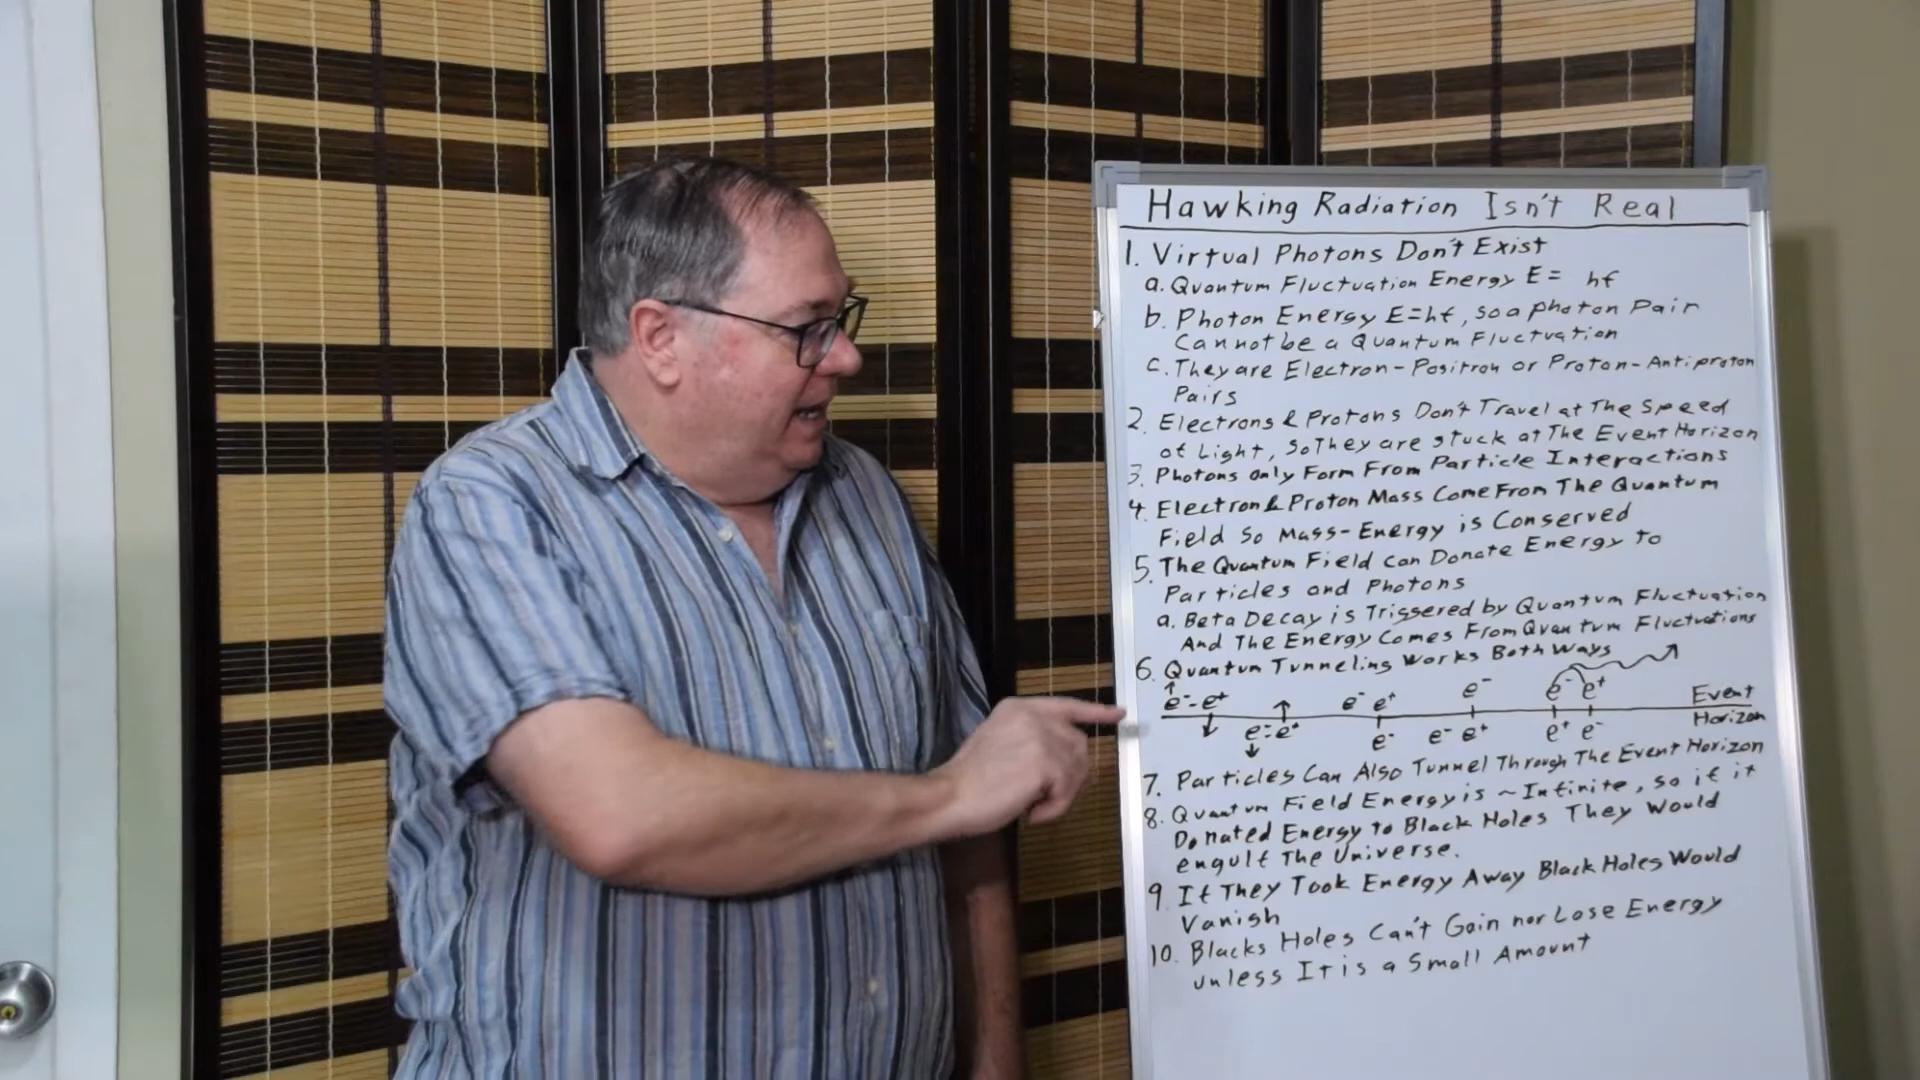 Hawking Radiation Isn't Real
1. Virtual Photons Don't Exist
a. Quantum Fluctuation Energy E= hf
b. Photon Energy E=hf, so a photon Pair
Cannot be a Quantum Fluctuation
c. They are Electron-Positron or Proton-Antiproton
Pairs
2. Electrons & Protons Don't Travel at The Speed
of Light, So They are stuck at The Event Horizon
3. Photons only Form From Particle Interactions
4. Electron & Proton Mass Come From The Quantum
Field So Mass-Energy is Conserved
5. The Quantum Field can Donate Energy to
Particles and Photons
a. Beta Decay is Triggered by Quantum Fluctuation
And The Energy Comes From Quantum Fluctuations
6. Quantum Tunneling Works Both Ways
e⁻-e⁺ e⁻ e⁺ e⁻ e⁻ e⁺ Event
e⁻-e⁺ e⁻ e⁻ e⁺ e⁺ e⁻ Horizon
7. Particles Can Also Tunnel Through The Event Horizon
8. Quantum Field Energy is ~Infinite, so if it
Donated Energy to Black Holes They Would
engulf The Universe.
9. If They Took Energy Away Black Holes Would
Vanish
10. Blacks Holes Can't Gain nor Lose Energy
unless It is a Small Amount